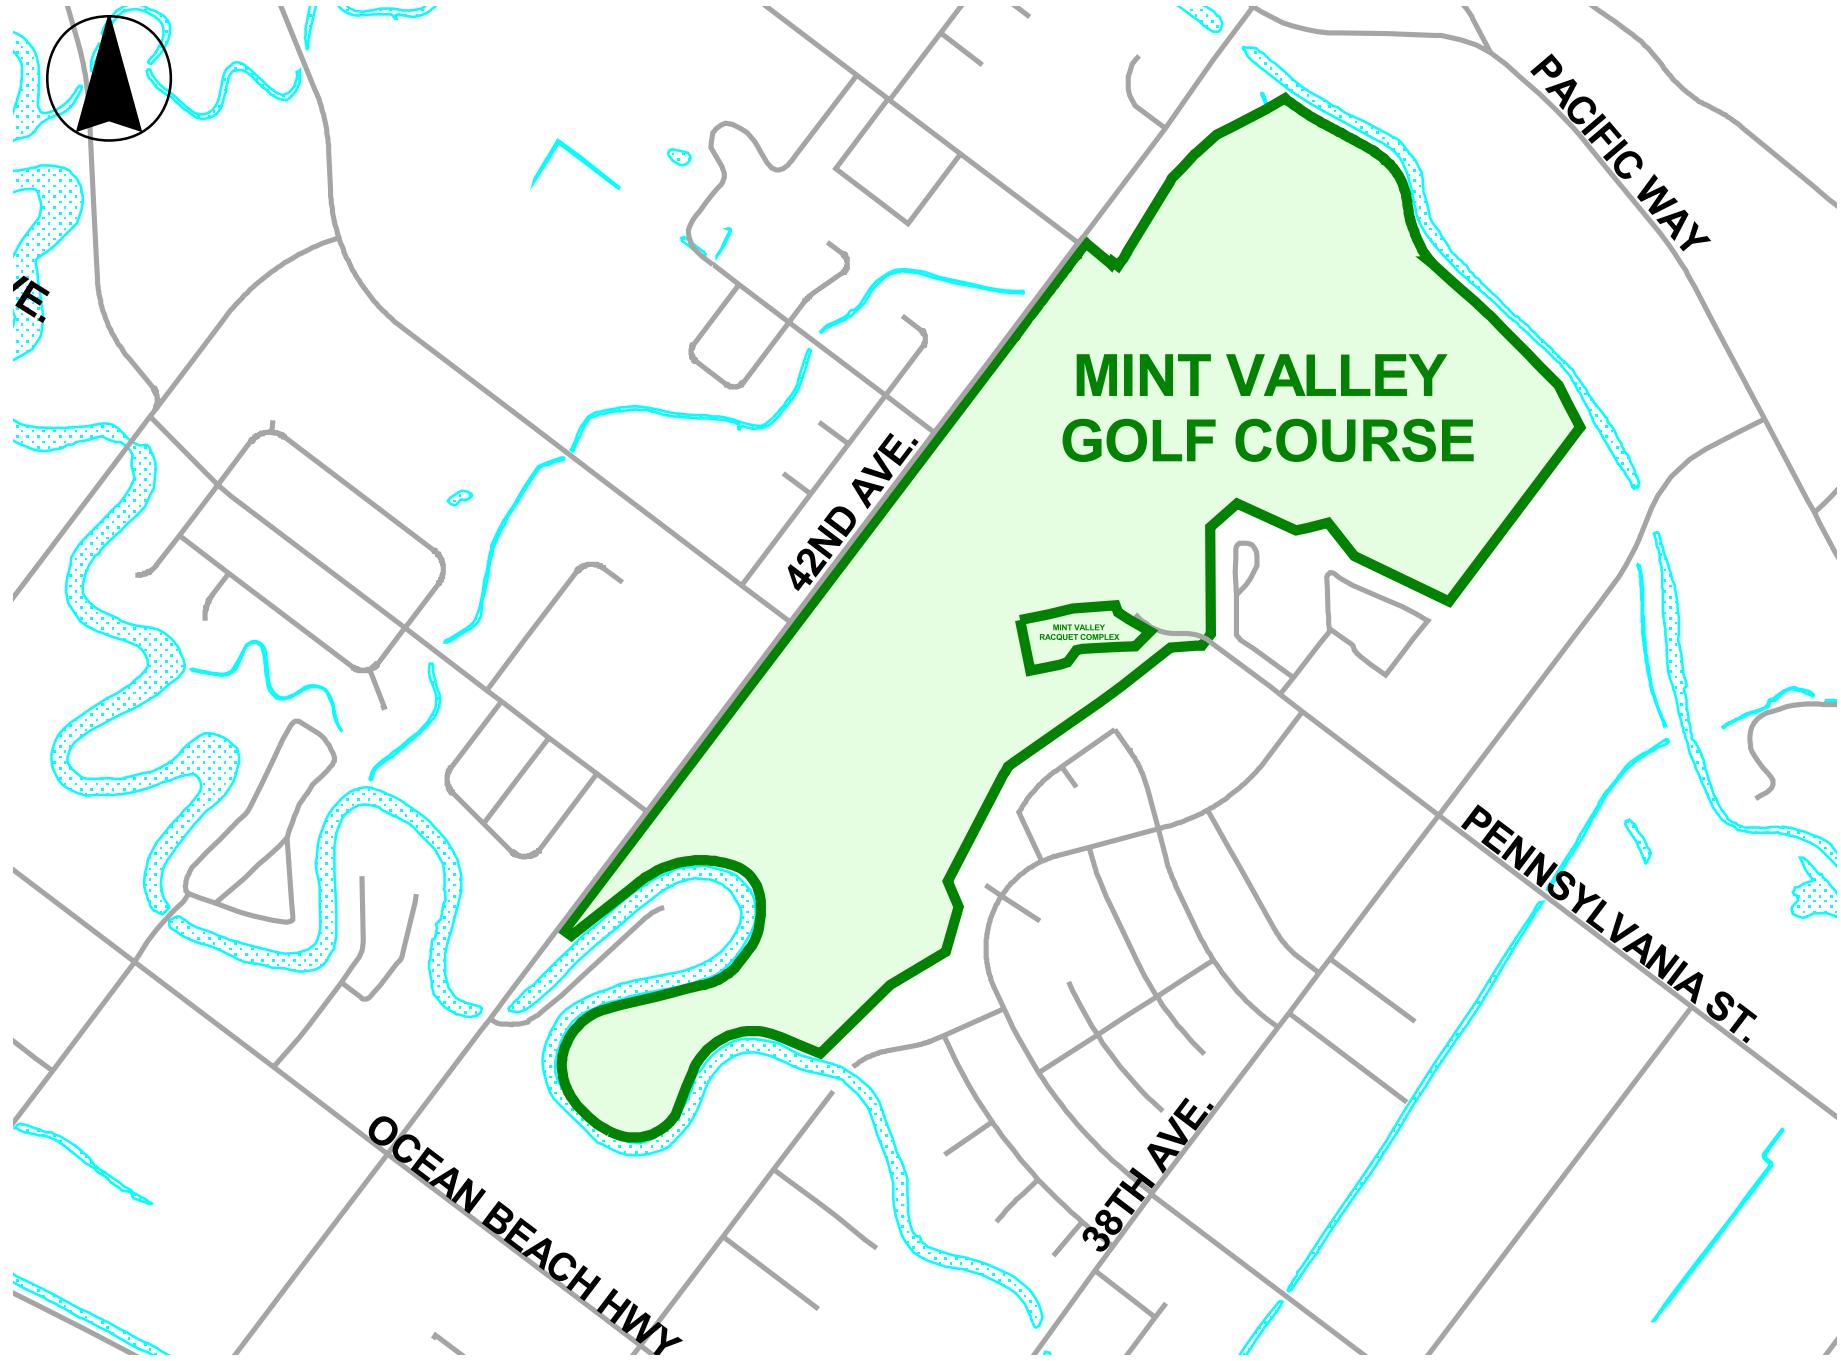 PACIFIC WAY
VE.
MINT VALLEY
GOLF COURSE
42ND AVE.
MINT VALLEY
RACQUET COMPLEX
PENNSYLVANIA ST.
38TH AVE.
OCEAN BEACH HWY